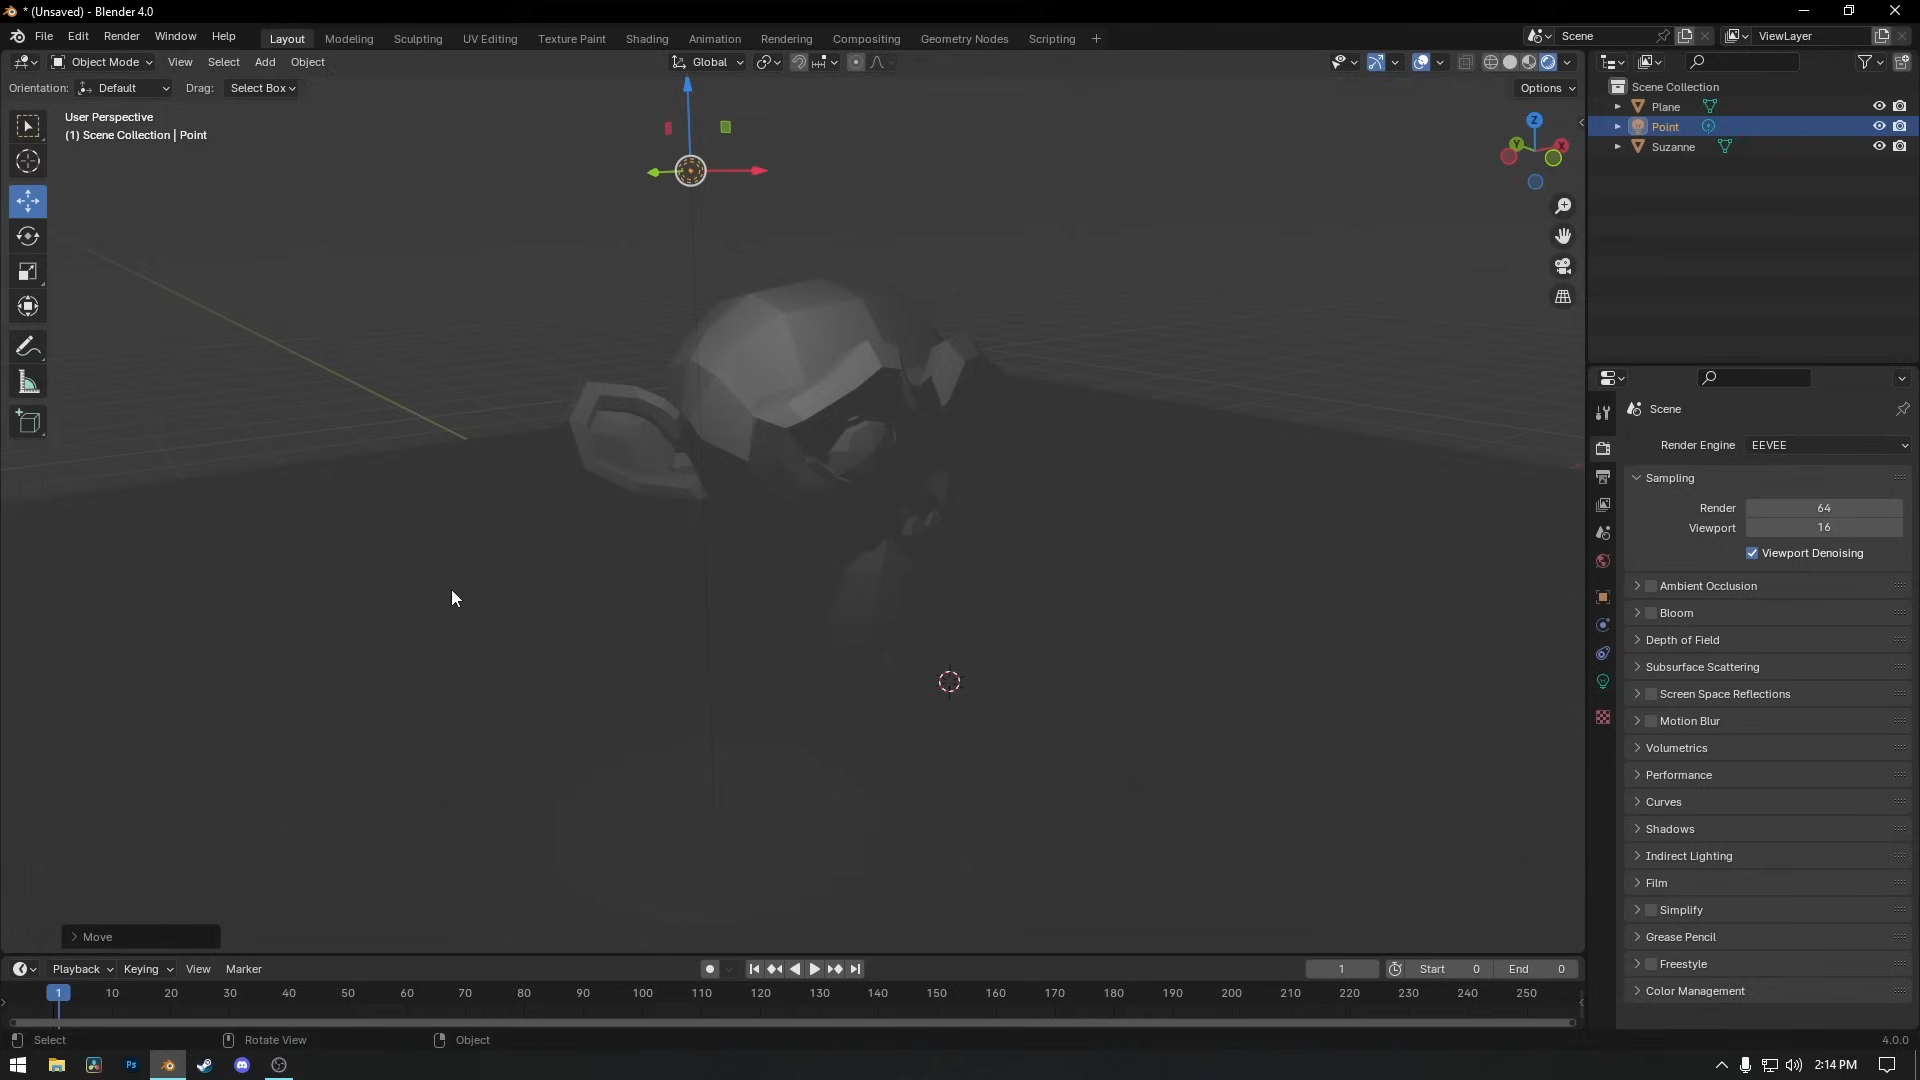 * (Unsaved) - Blender 4.0
File Edit Render Window Help Layout Modeling Sculpting UV Editing Texture Paint Shading Animation Rendering Compositing Geometry Nodes Scripting + Scene ViewLayer
Object Mode View Select Add Object Global
Orientation: Default Drag: Select Box Options
User Perspective
(1) Scene Collection | Point
Z
Y
X
Scene Collection
Plane
Point
Suzanne
Scene
Render Engine EEVEE
Sampling
Render 64
Viewport 16
Viewport Denoising
Ambient Occlusion
Bloom
Depth of Field
Subsurface Scattering
Screen Space Reflections
Motion Blur
Volumetrics
Performance
Curves
Shadows
Indirect Lighting
Film
Simplify
Grease Pencil
Freestyle
Color Management
Move
Playback Keying View Marker 1 Start 0 End 0
1 10 20 30 40 50 60 70 80 90 100 110 120 130 140 150 160 170 180 190 200 210 220 230 240 250
Select Rotate View Object 4.0.0
Ps 2:14 PM